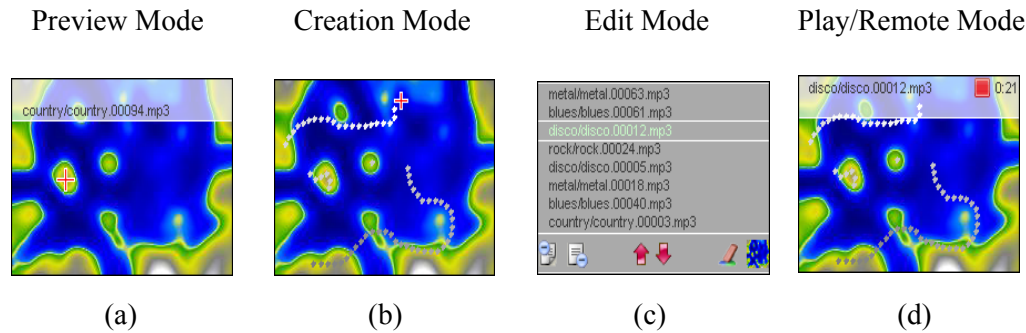 Preview Mode Creation Mode Edit Mode Play/Remote Mode
country/country.00094.mp3
metal/metal.00063.mp3
blues/blues.00061.mp3
disco/disco.00012.mp3
rock/rock.00024.mp3
disco/disco.00005.mp3
metal/metal.00018.mp3
blues/blues.00040.mp3
country/country.00003.mp3
disco/disco.00012.mp3 0:21
(a) (b) (c) (d)